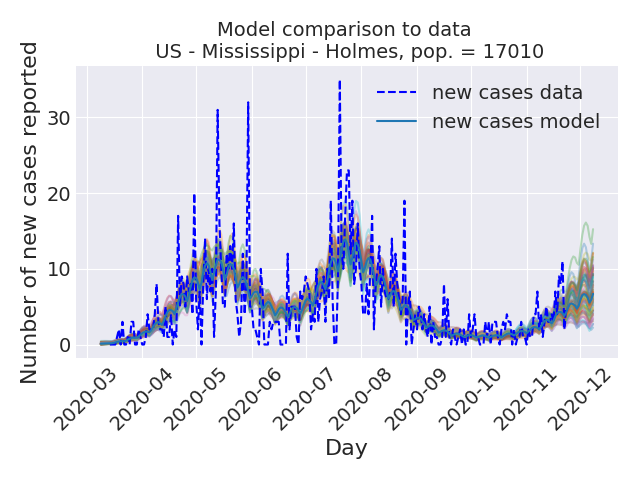 Model comparison to data
US - Mississippi - Holmes, pop. = 17010
Number of new cases reported
30
20
10
0
new cases data
new cases model
2020-03
2020-04
2020-05
2020-06
2020-07
2020-08
2020-09
2020-10
2020-11
2020-12
Day